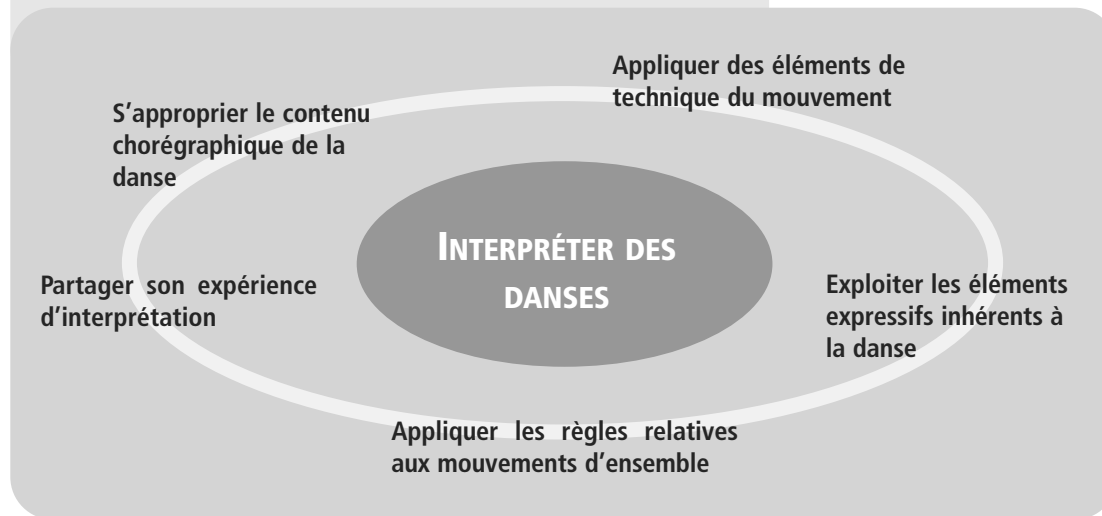 Appliquer des éléments de
technique du mouvement
S'approprier le contenu
chorégraphique de la
danse
INTERPRÉTER DES
DANSES
Partager son expérience
d'interprétation
Exploiter les éléments
expressifs inhérents à
la danse
Appliquer les règles relatives
aux mouvements d'ensemble